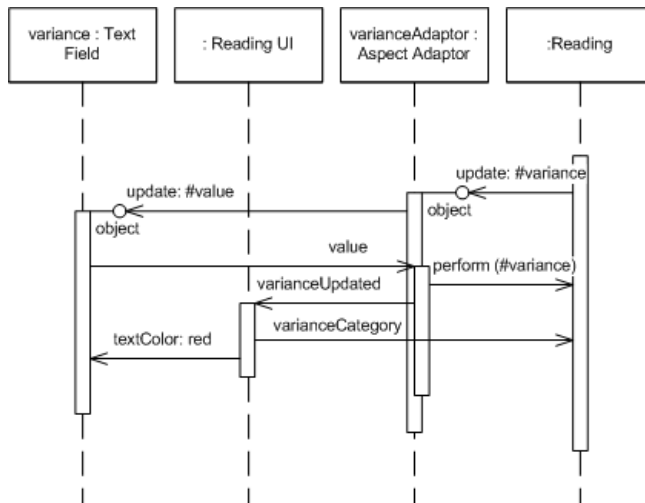 variance : Text
Field
: Reading UI
varianceAdaptor :
Aspect Adaptor
:Reading
update: #variance
object
update: #value
object
value
perform (#variance)
varianceUpdated
varianceCategory
textColor: red